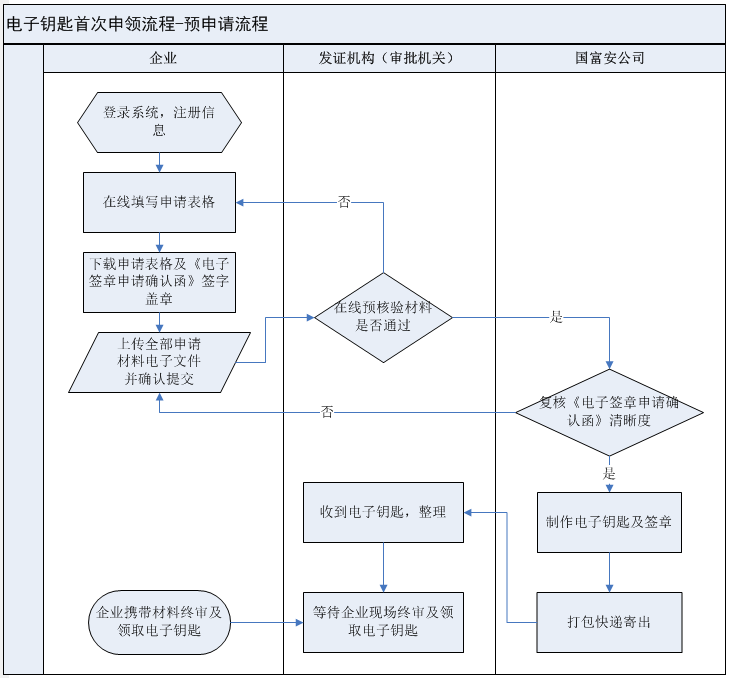 电子钥匙首次申领流程-预申请流程
企业
发证机构（审批机关）
国富安公司
登录系统，注册信
息
在线填写申请表格
否
下载申请表格及《电子
签章申请确认函》签字
盖章
在线预核验材料
是否通过
是
上传全部申请
材料电子文件
并确认提交
否
复核《电子签章申请确
认函》清晰度
是
收到电子钥匙，整理
制作电子钥匙及签章
企业携带材料终审及
领取电子钥匙
等待企业现场终审及领
取电子钥匙
打包快递寄出